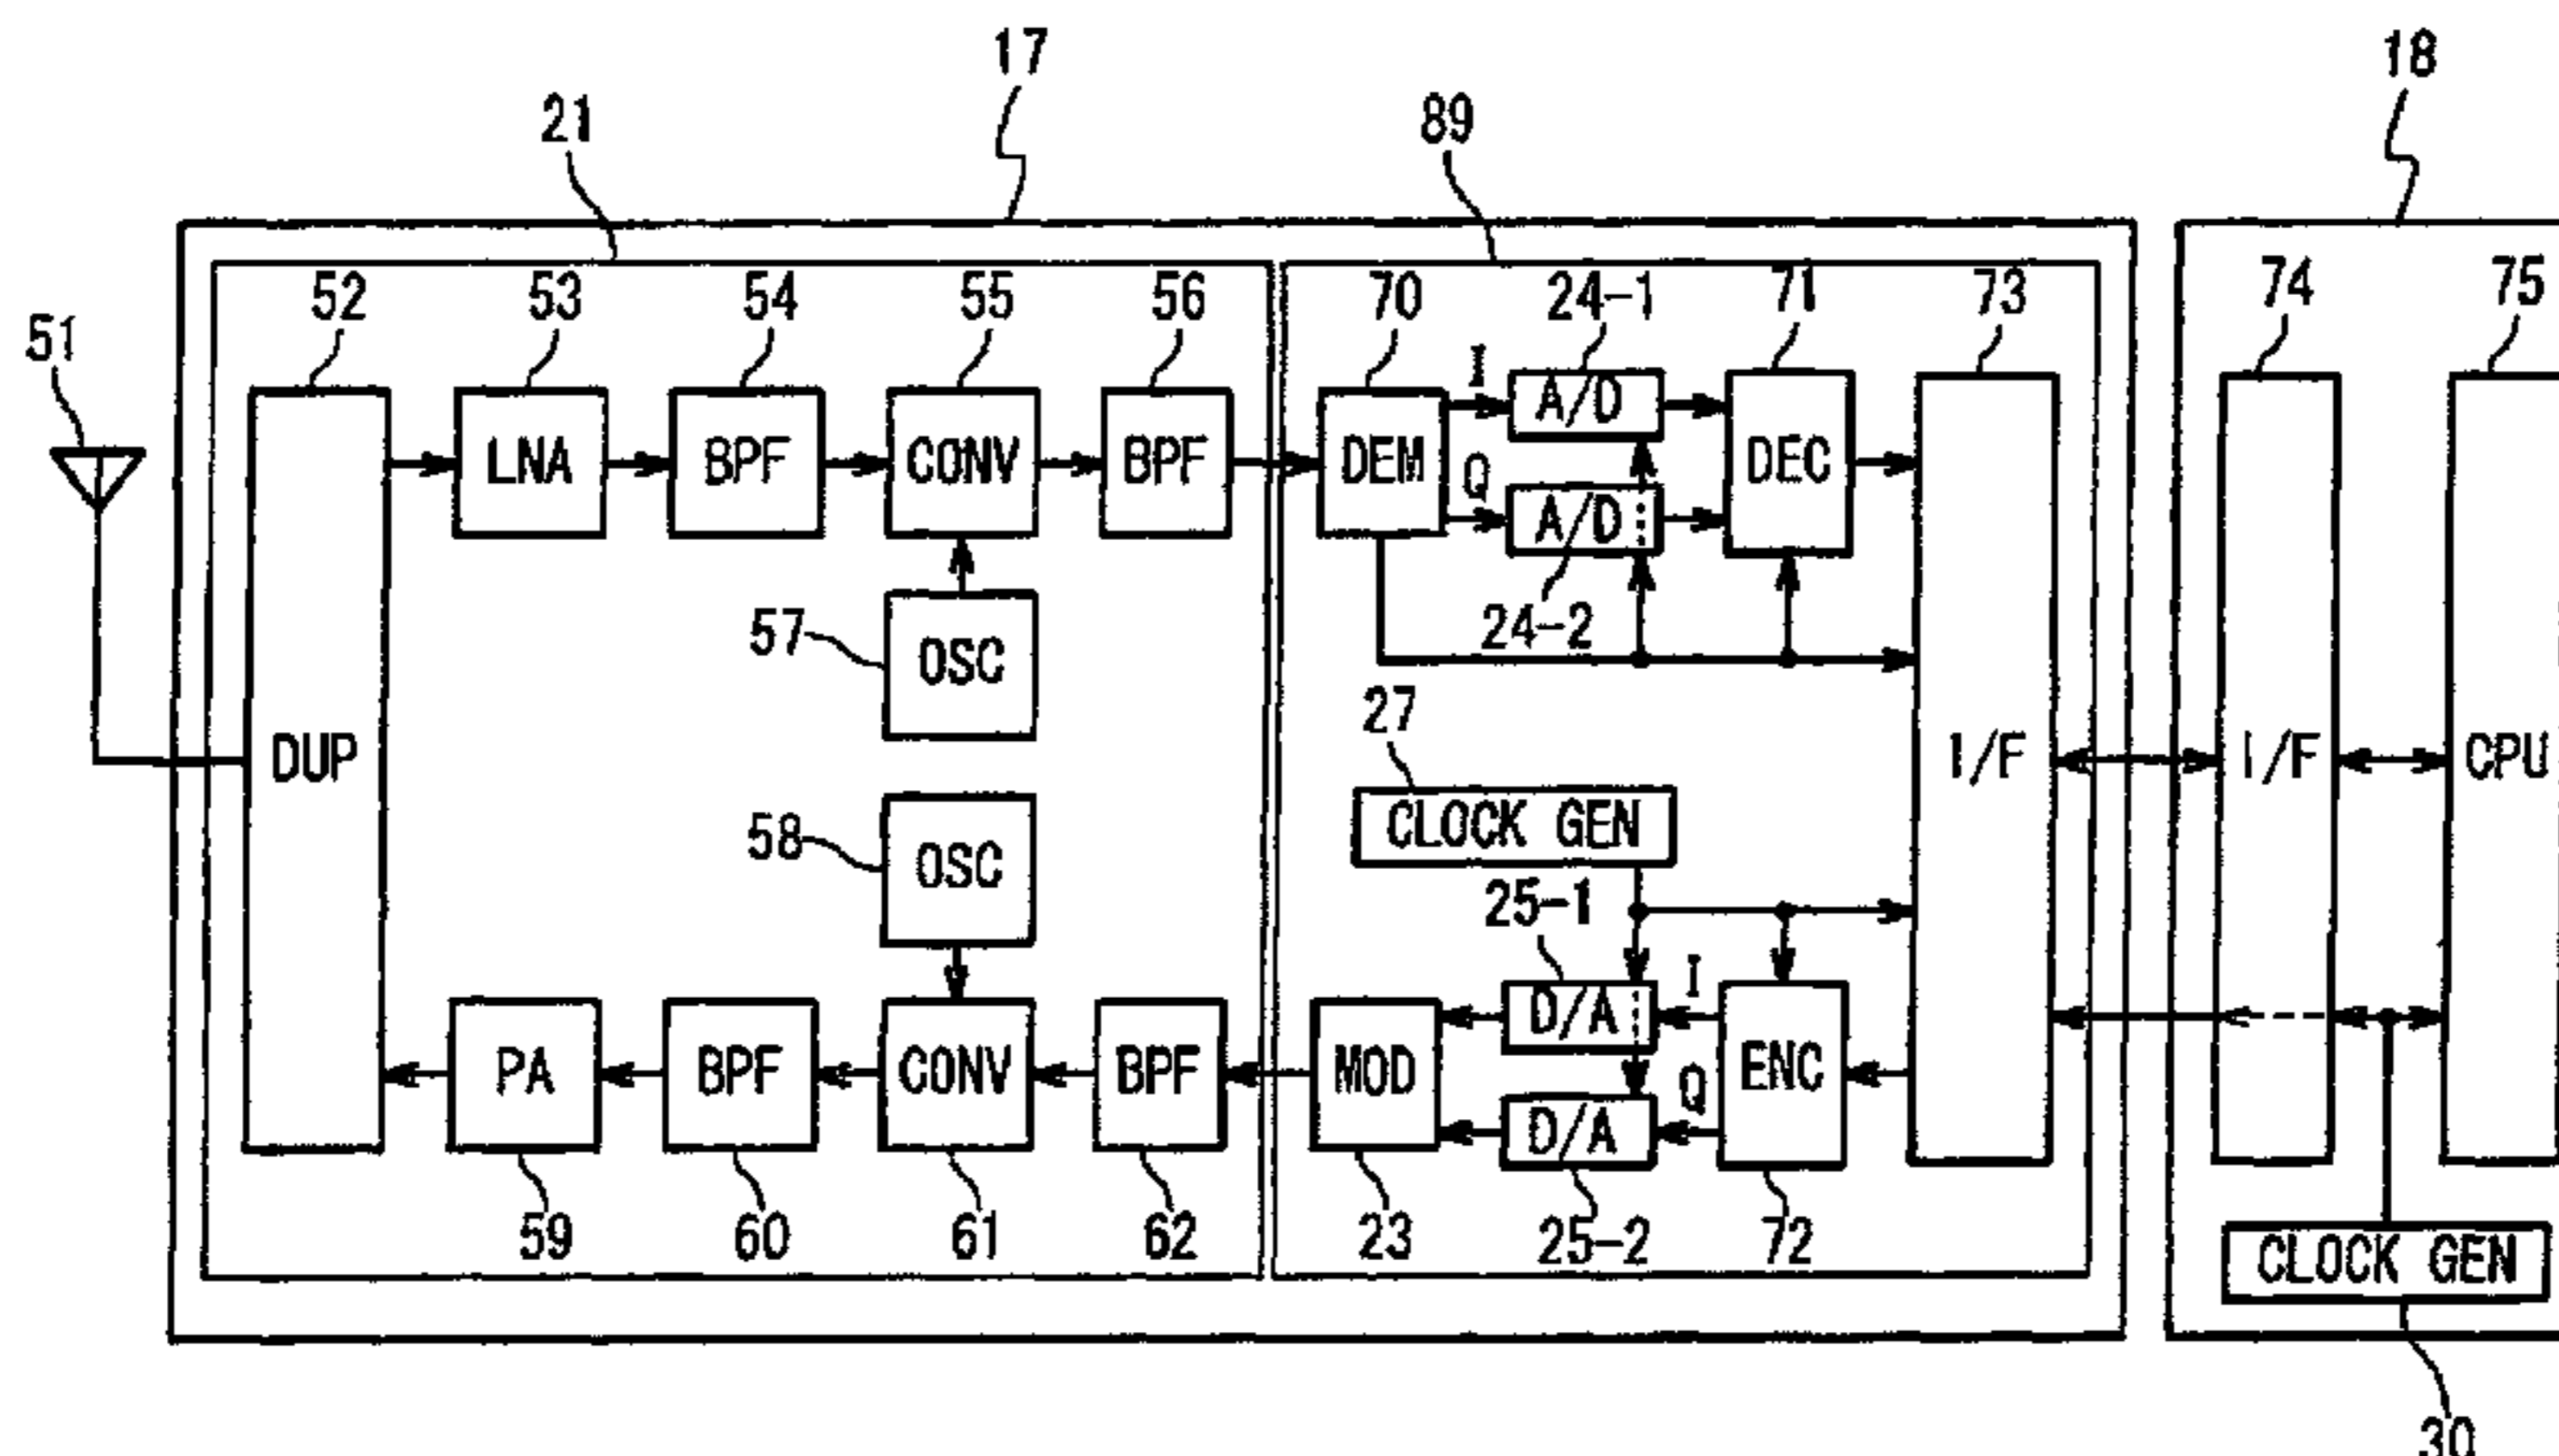 17
18
21
89
52
53
54
55
56
70
24-1
71
73
74
75
51
I
A/D
LNA
BPF
CONV
BPF
DEM
DEC
Q
A/D
57
OSC
24-2
27
DUP
I/F
I/F
CPU
58
OSC
CLOCK GEN
25-1
I
D/A
PA
BPF
CONV
BPF
MOD
ENC
Q
D/A
59
60
61
62
23
25-2
72
CLOCK GEN
30